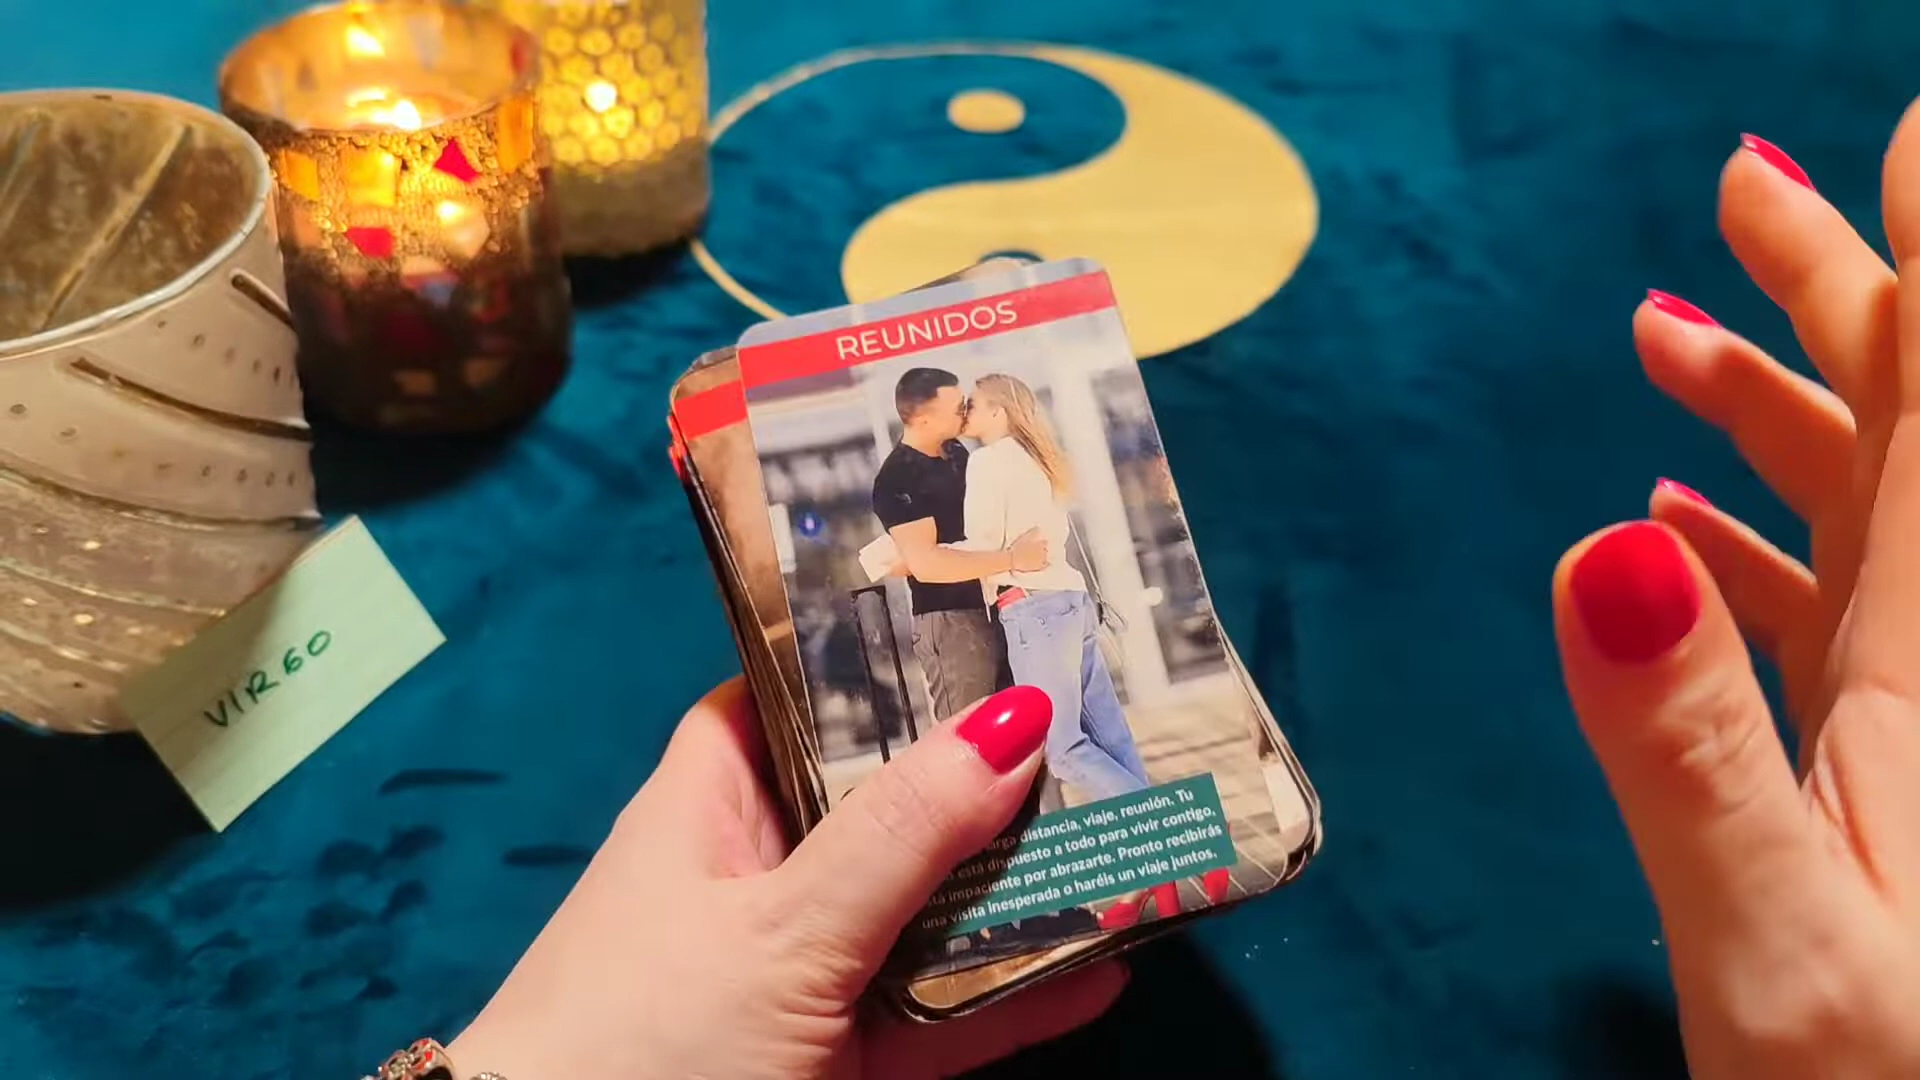 REUNIDOS
VIRGO
distancia, viaje, reunión. Tu
está dispuesto a todo para vivir contigo,
impaciente por abrazarte. Pronto recibirás
una visita inesperada o haréis un viaje juntos.